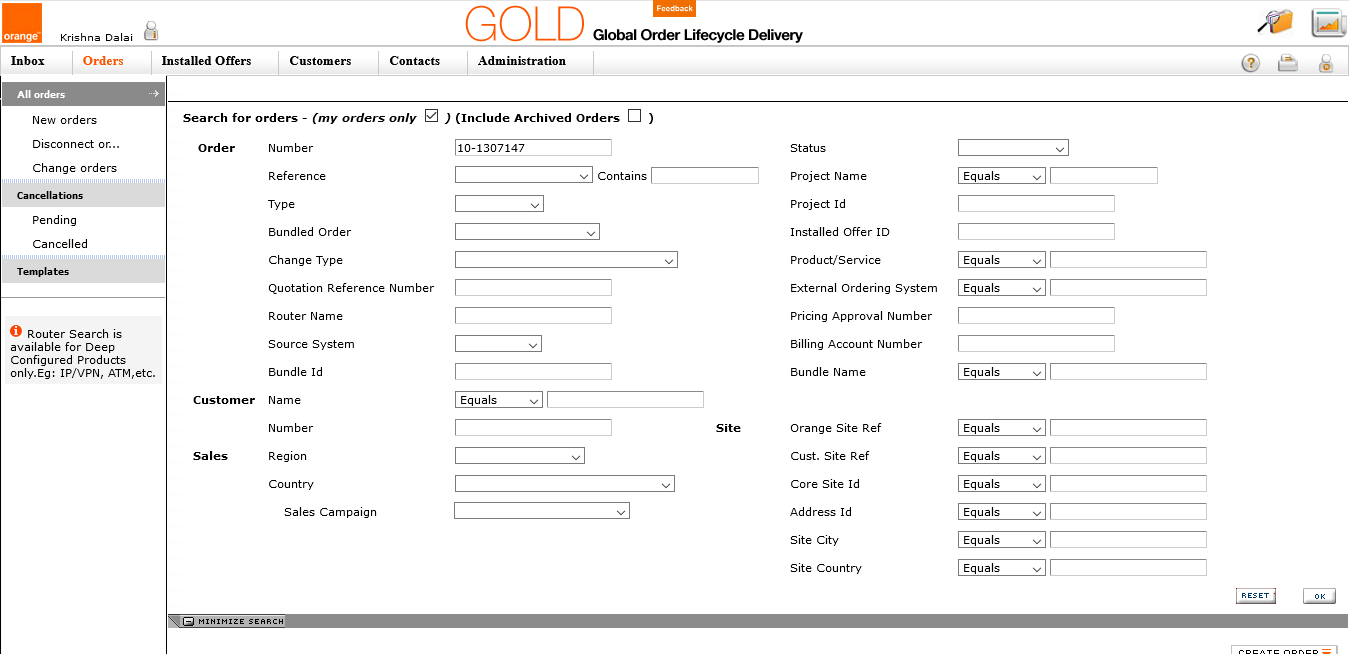 Feedback
orange™
Krishna Dalai
GOLD Global Order Lifecycle Delivery
Inbox Orders Installed Offers Customers Contacts Administration
All orders
New orders
Disconnect or...
Change orders
Cancellations
Pending
Cancelled
Templates
Router Search is
available for Deep
Configured Products
only.Eg: IP/VPN, ATM,etc.
Search for orders - (my orders only ) (Include Archived Orders )
Order Number 10-1307147 Status
Reference Contains Project Name Equals
Type Project Id
Bundled Order Installed Offer ID
Change Type Product/Service Equals
Quotation Reference Number External Ordering System Equals
Router Name Pricing Approval Number
Source System Billing Account Number
Bundle Id Bundle Name Equals
Customer Name Equals
Number Site Orange Site Ref Equals
Sales Region Cust. Site Ref Equals
Country Core Site Id Equals
Sales Campaign Address Id Equals
Site City Equals
Site Country Equals
RESET OK
MINIMIZE SEARCH
CREATE ORDER